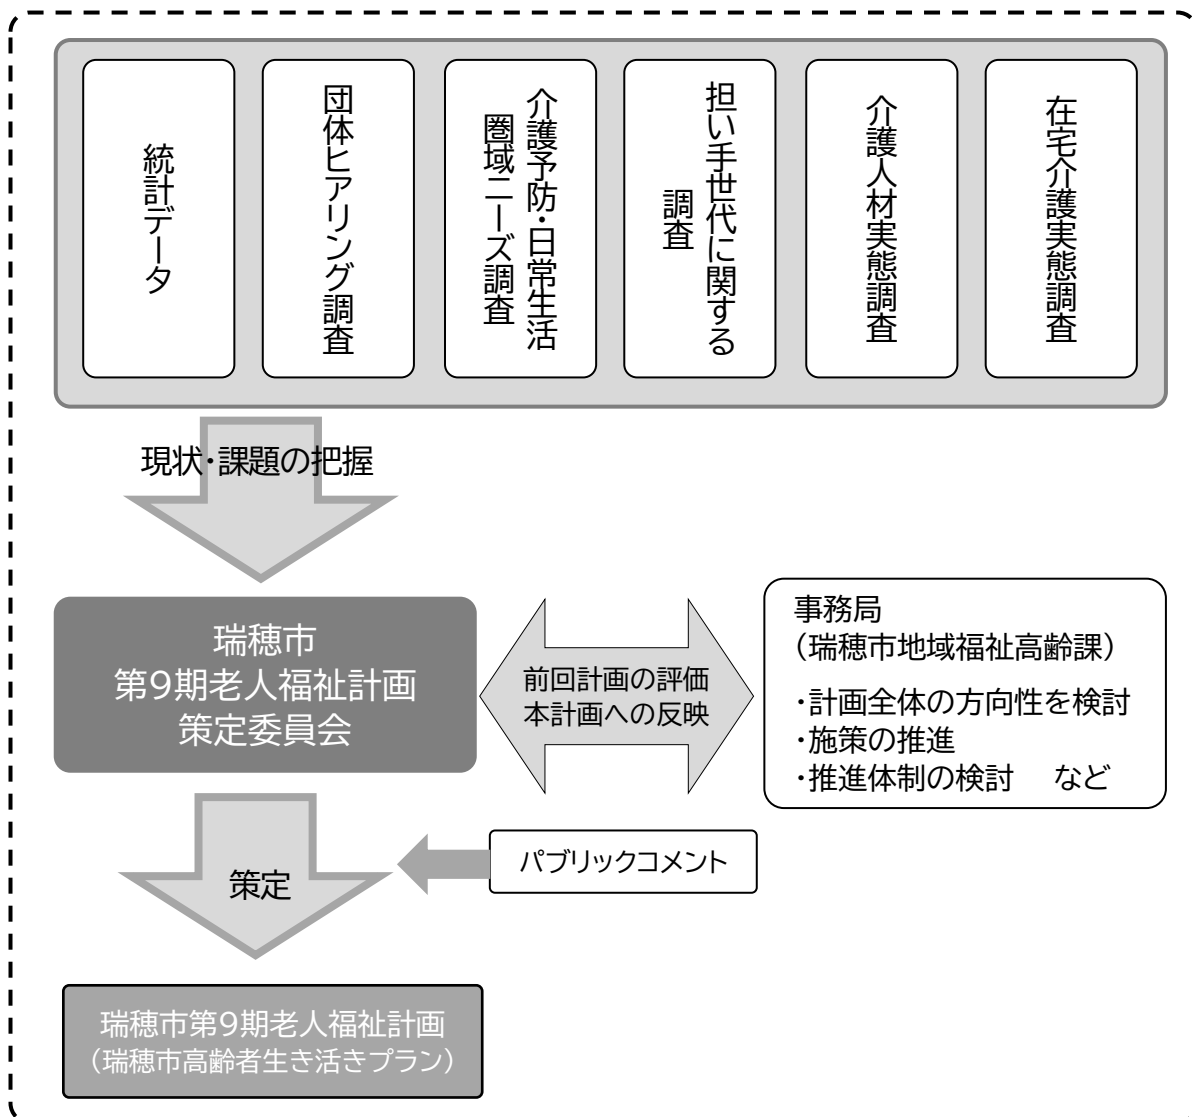 統計データ
団体ヒアリング調査
介護予防・日常生活
圏域ニーズ調査
担い手世代に関する
調査
介護人材実態調査
在宅介護実態調査
現状・課題の把握
瑞穂市
第9期老人福祉計画
策定委員会
前回計画の評価
本計画への反映
事務局
（瑞穂市地域福祉高齢課）
・計画全体の方向性を検討
・施策の推進
・推進体制の検討　など
パブリックコメント
策定
瑞穂市第9期老人福祉計画
（瑞穂市高齢者生き活きプラン）